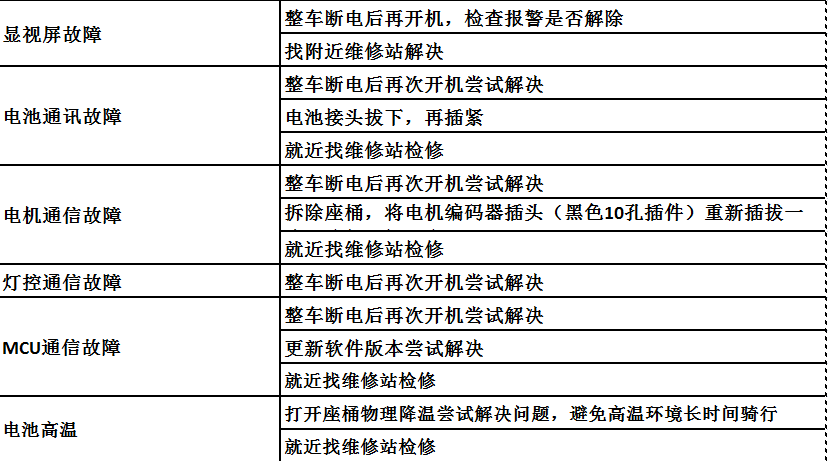 显视屏故障
整车断电后再开机，检查报警是否解除
找附近维修站解决
电池通讯故障
整车断电后再次开机尝试解决
电池接头拔下，再插紧
就近找维修站检修
电机通信故障
整车断电后再次开机尝试解决
拆除座桶，将电机编码器插头（黑色10孔插件）重新插拔一
就近找维修站检修
灯控通信故障
整车断电后再次开机尝试解决
MCU通信故障
整车断电后再次开机尝试解决
更新软件版本尝试解决
就近找维修站检修
电池高温
打开座桶物理降温尝试解决问题，避免高温环境长时间骑行
就近找维修站检修